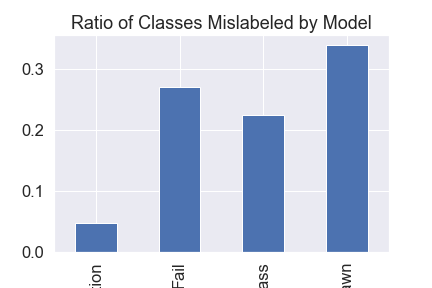 Ratio of Classes Mislabeled by Model
0.3
0.2
0.1
0.0
tion
Fail
ass
awn